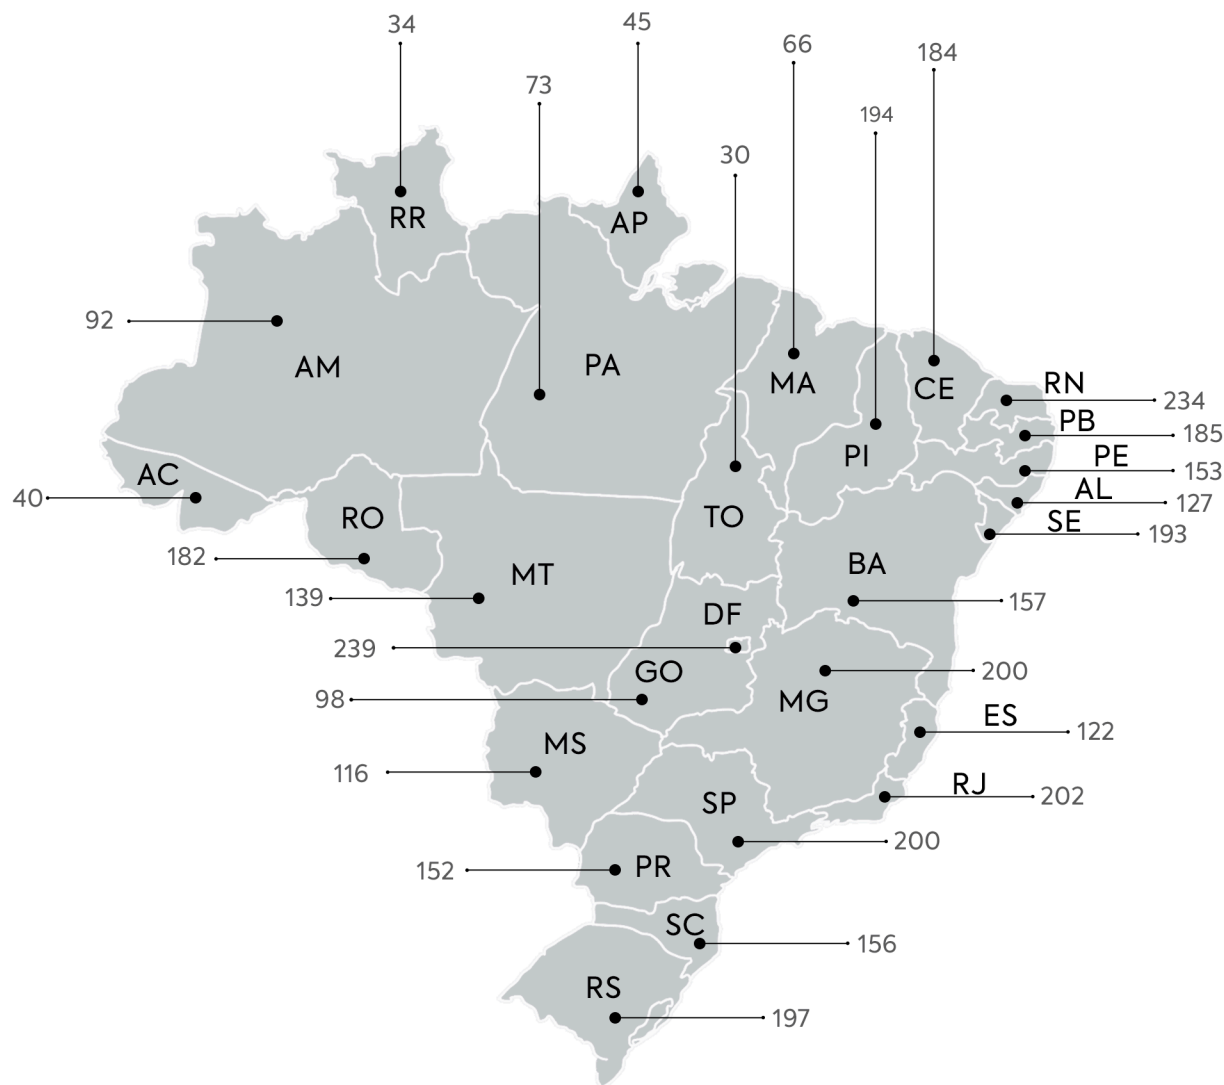 34
45
66
184
73
194
30
RR
AP
92
AM
PA
MA
CE
RN
234
PB
185
PI
PE
153
AC
40
AL
127
RO
TO
SE
193
182
MT
BA
139
157
DF
239
GO
200
98
MG
ES
122
MS
116
RJ
202
SP
200
152
PR
SC
156
RS
197